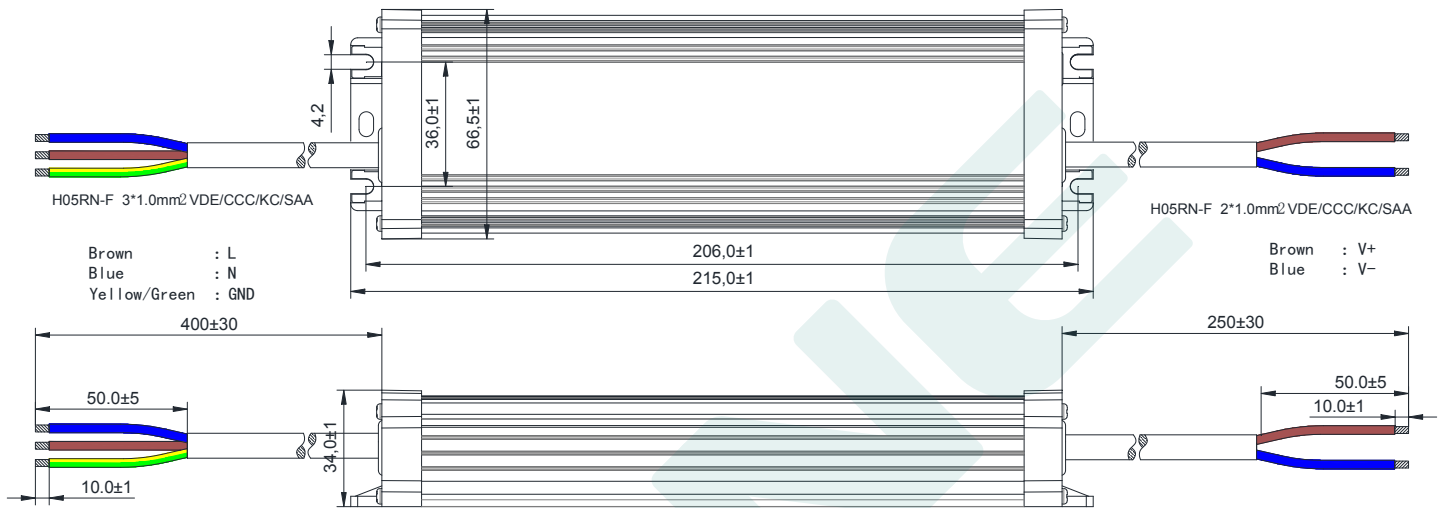 4,2
36,0±1
66,5±1
H05RN-F 3*1.0mm2 VDE/CCC/KC/SAA
H05RN-F 2*1.0mm2 VDE/CCC/KC/SAA
Brown : L
Blue : N
Yellow/Green : GND
Brown : V+
Blue : V-
206,0±1
215,0±1
400±30
250±30
50.0±5
10.0±1
34,0±1
50.0±5
10.0±1
NE